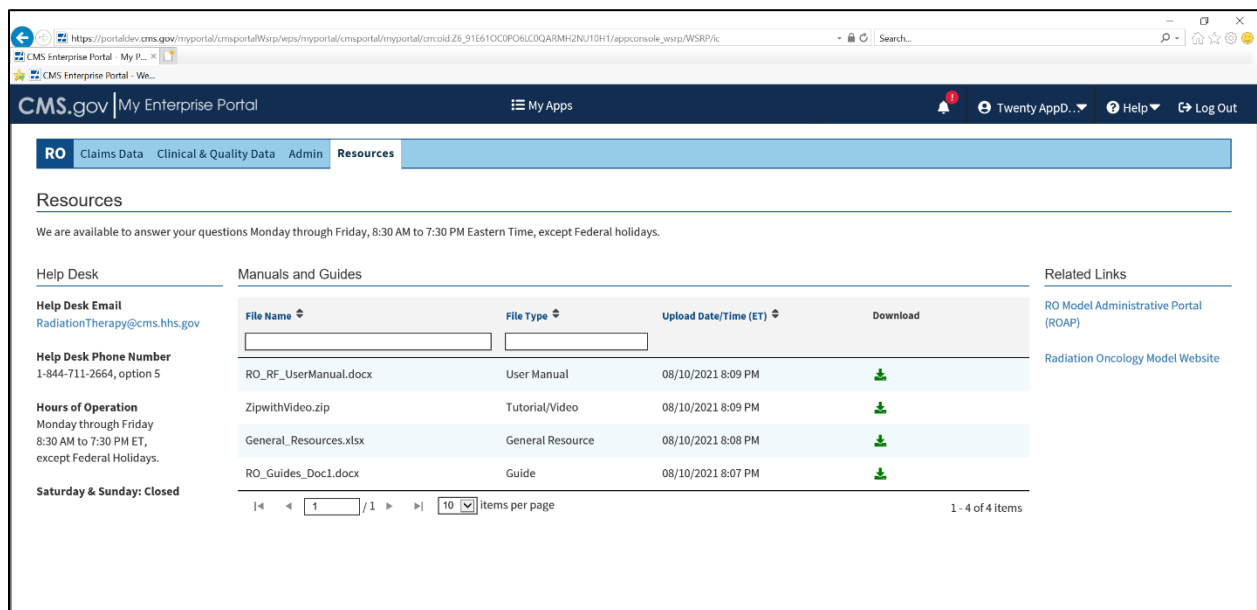 https://portaldev.cms.gov/myportal/cmsportalWsrp/wps/myportal/cmsportal/myportal/cmcoid:Z6_91E61OC0PO6LC0QARMH2NU10H1/appconsole_wsrp/WSRP/ic
Search...
CMS Enterprise Portal - My P...
CMS Enterprise Portal - We...
CMS.gov My Enterprise Portal
My Apps
!
Twenty AppD...
Help
Log Out
RO Claims Data Clinical & Quality Data Admin Resources
Resources
We are available to answer your questions Monday through Friday, 8:30 AM to 7:30 PM Eastern Time, except Federal holidays.
Help Desk
Help Desk Email
RadiationTherapy@cms.hhs.gov
Help Desk Phone Number
1-844-711-2664, option 5
Hours of Operation
Monday through Friday
8:30 AM to 7:30 PM ET,
except Federal Holidays.
Saturday & Sunday: Closed
Manuals and Guides
File Name File Type Upload Date/Time (ET) Download
RO_RF_UserManual.docx User Manual 08/10/2021 8:09 PM
ZipwithVideo.zip Tutorial/Video 08/10/2021 8:09 PM
General_Resources.xlsx General Resource 08/10/2021 8:08 PM
RO_Guides_Doc1.docx Guide 08/10/2021 8:07 PM
1 / 1 10 items per page 1 - 4 of 4 items
Related Links
RO Model Administrative Portal
(ROAP)
Radiation Oncology Model Website